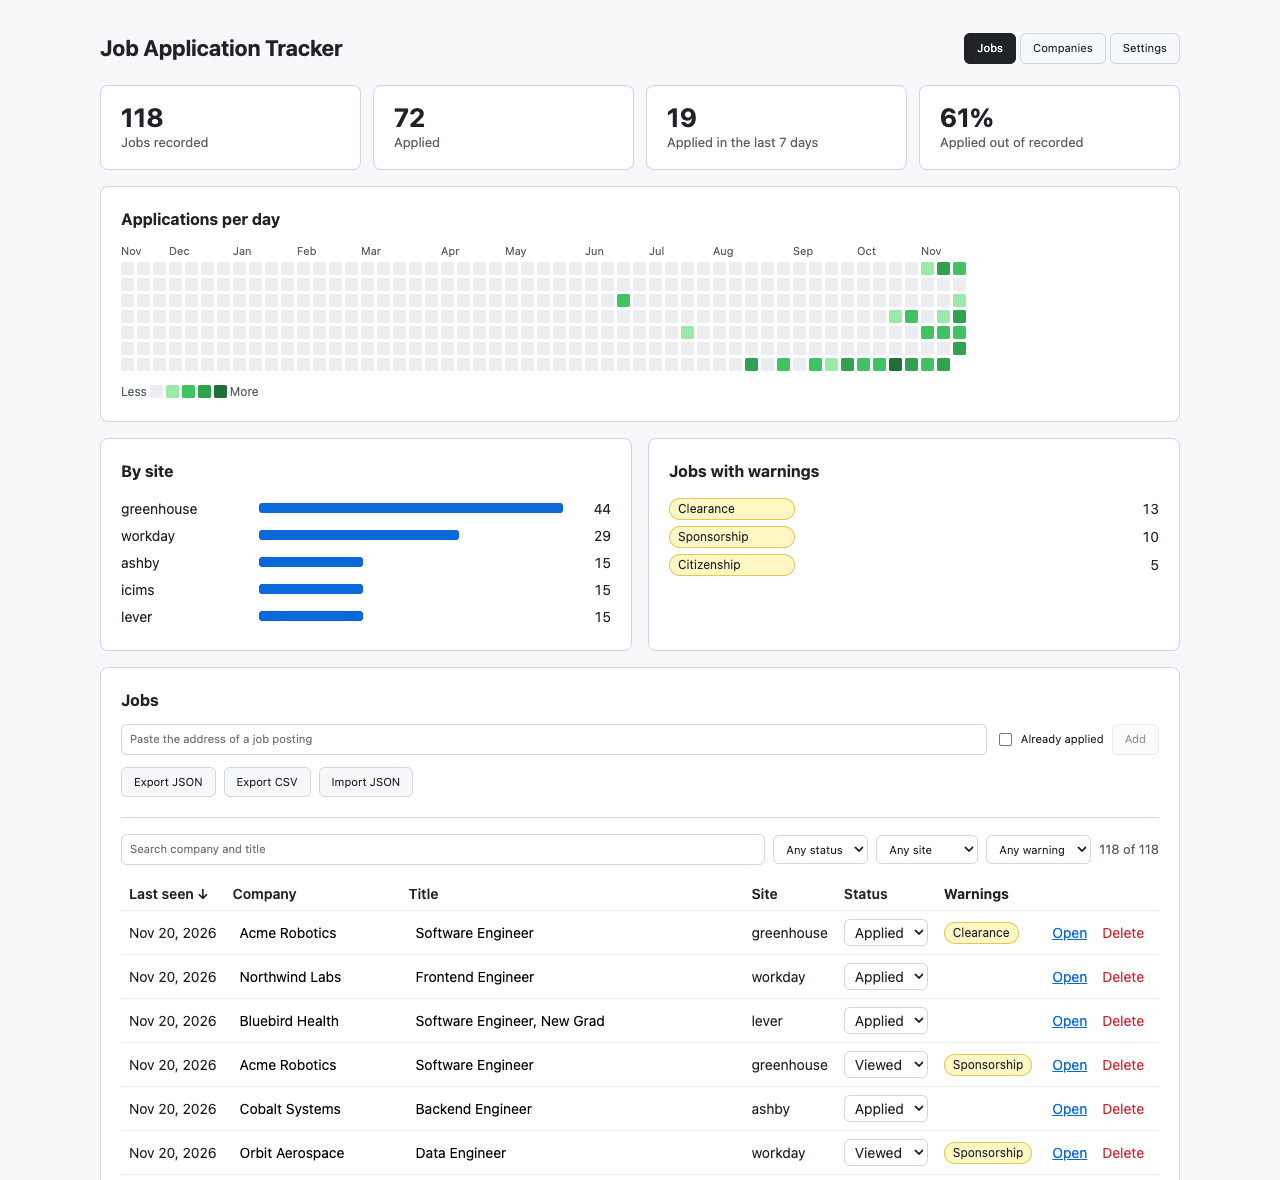 Job Application Tracker
Jobs Companies Settings
118 72 19 61%
Jobs recorded Applied Applied in the last 7 days Applied out of recorded
Applications per day
Nov Dec Jan Feb Mar Apr May Jun Jul Aug Sep Oct Nov
Less More
By site
greenhouse 44
workday 29
ashby 15
icims 15
lever 15
Jobs with warnings
Clearance 13
Sponsorship 10
Citizenship 5
Jobs
Paste the address of a job posting Already applied Add
Export JSON Export CSV Import JSON
Search company and title Any status Any site Any warning 118 of 118
Last seen ↓ Company Title Site Status Warnings
Nov 20, 2026 Acme Robotics Software Engineer greenhouse Applied Clearance Open Delete
Nov 20, 2026 Northwind Labs Frontend Engineer workday Applied Open Delete
Nov 20, 2026 Bluebird Health Software Engineer, New Grad lever Applied Open Delete
Nov 20, 2026 Acme Robotics Software Engineer greenhouse Viewed Sponsorship Open Delete
Nov 20, 2026 Cobalt Systems Backend Engineer ashby Applied Open Delete
Nov 20, 2026 Orbit Aerospace Data Engineer workday Viewed Sponsorship Open Delete